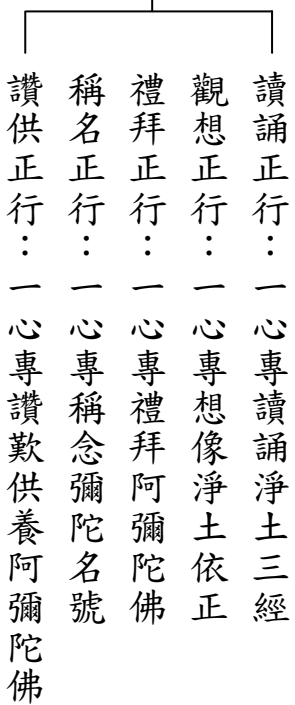 讀誦正行：一心專讀誦淨土三經
觀想正行：一心專想像淨土依正
禮拜正行：一心專禮拜阿彌陀佛
稱名正行：一心專稱念彌陀名號
讚供正行：一心專讚歎供養阿彌陀佛